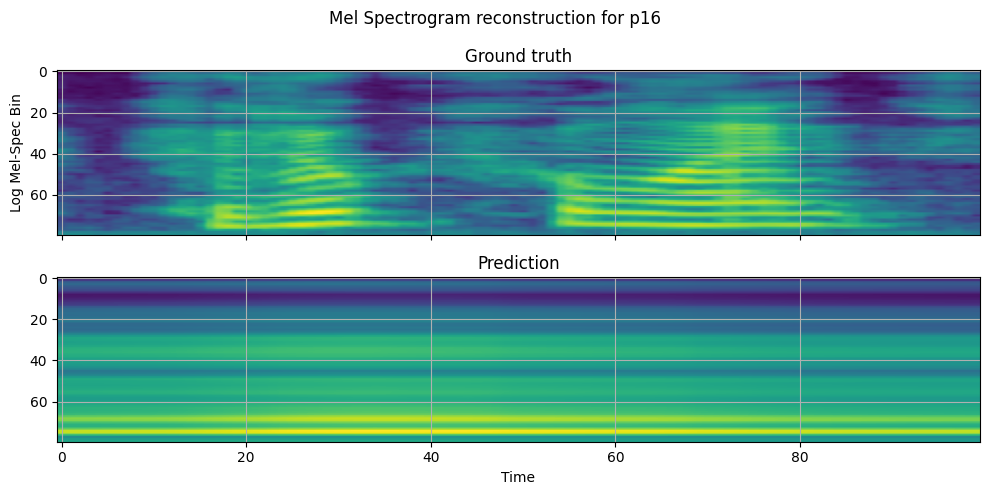 Mel Spectrogram reconstruction for p16
Ground truth
Log Mel-Spec Bin
0
20
40
60
Prediction
0
20
40
60
0 20 40 60 80
Time